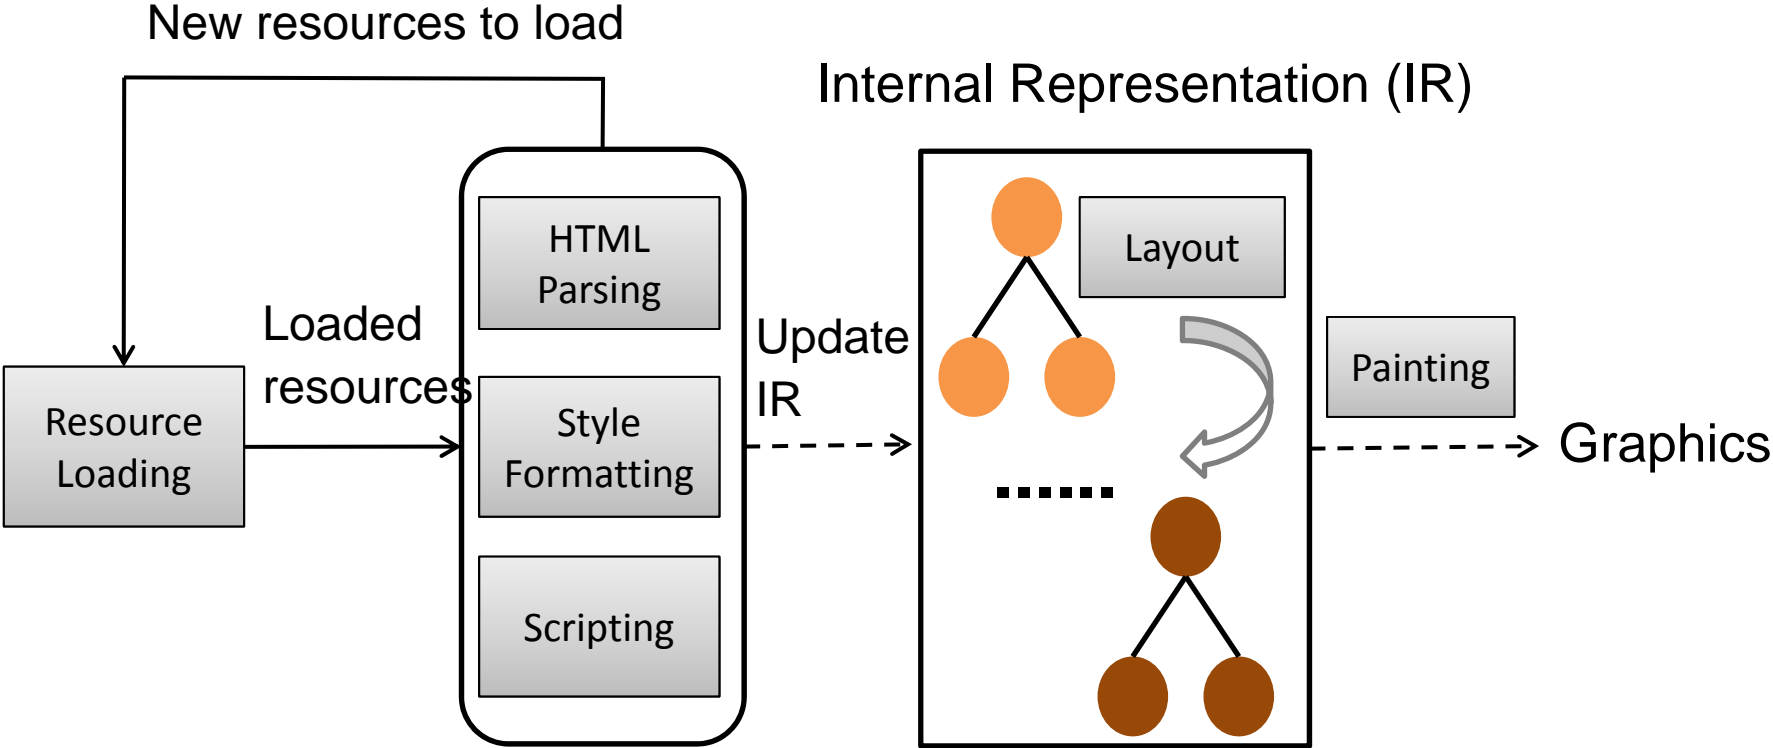 New resources to load
Internal Representation (IR)
HTML
Parsing
Layout
Loaded
resources
Update
IR
Painting
Resource
Loading
Style
Formatting
Graphics
Scripting